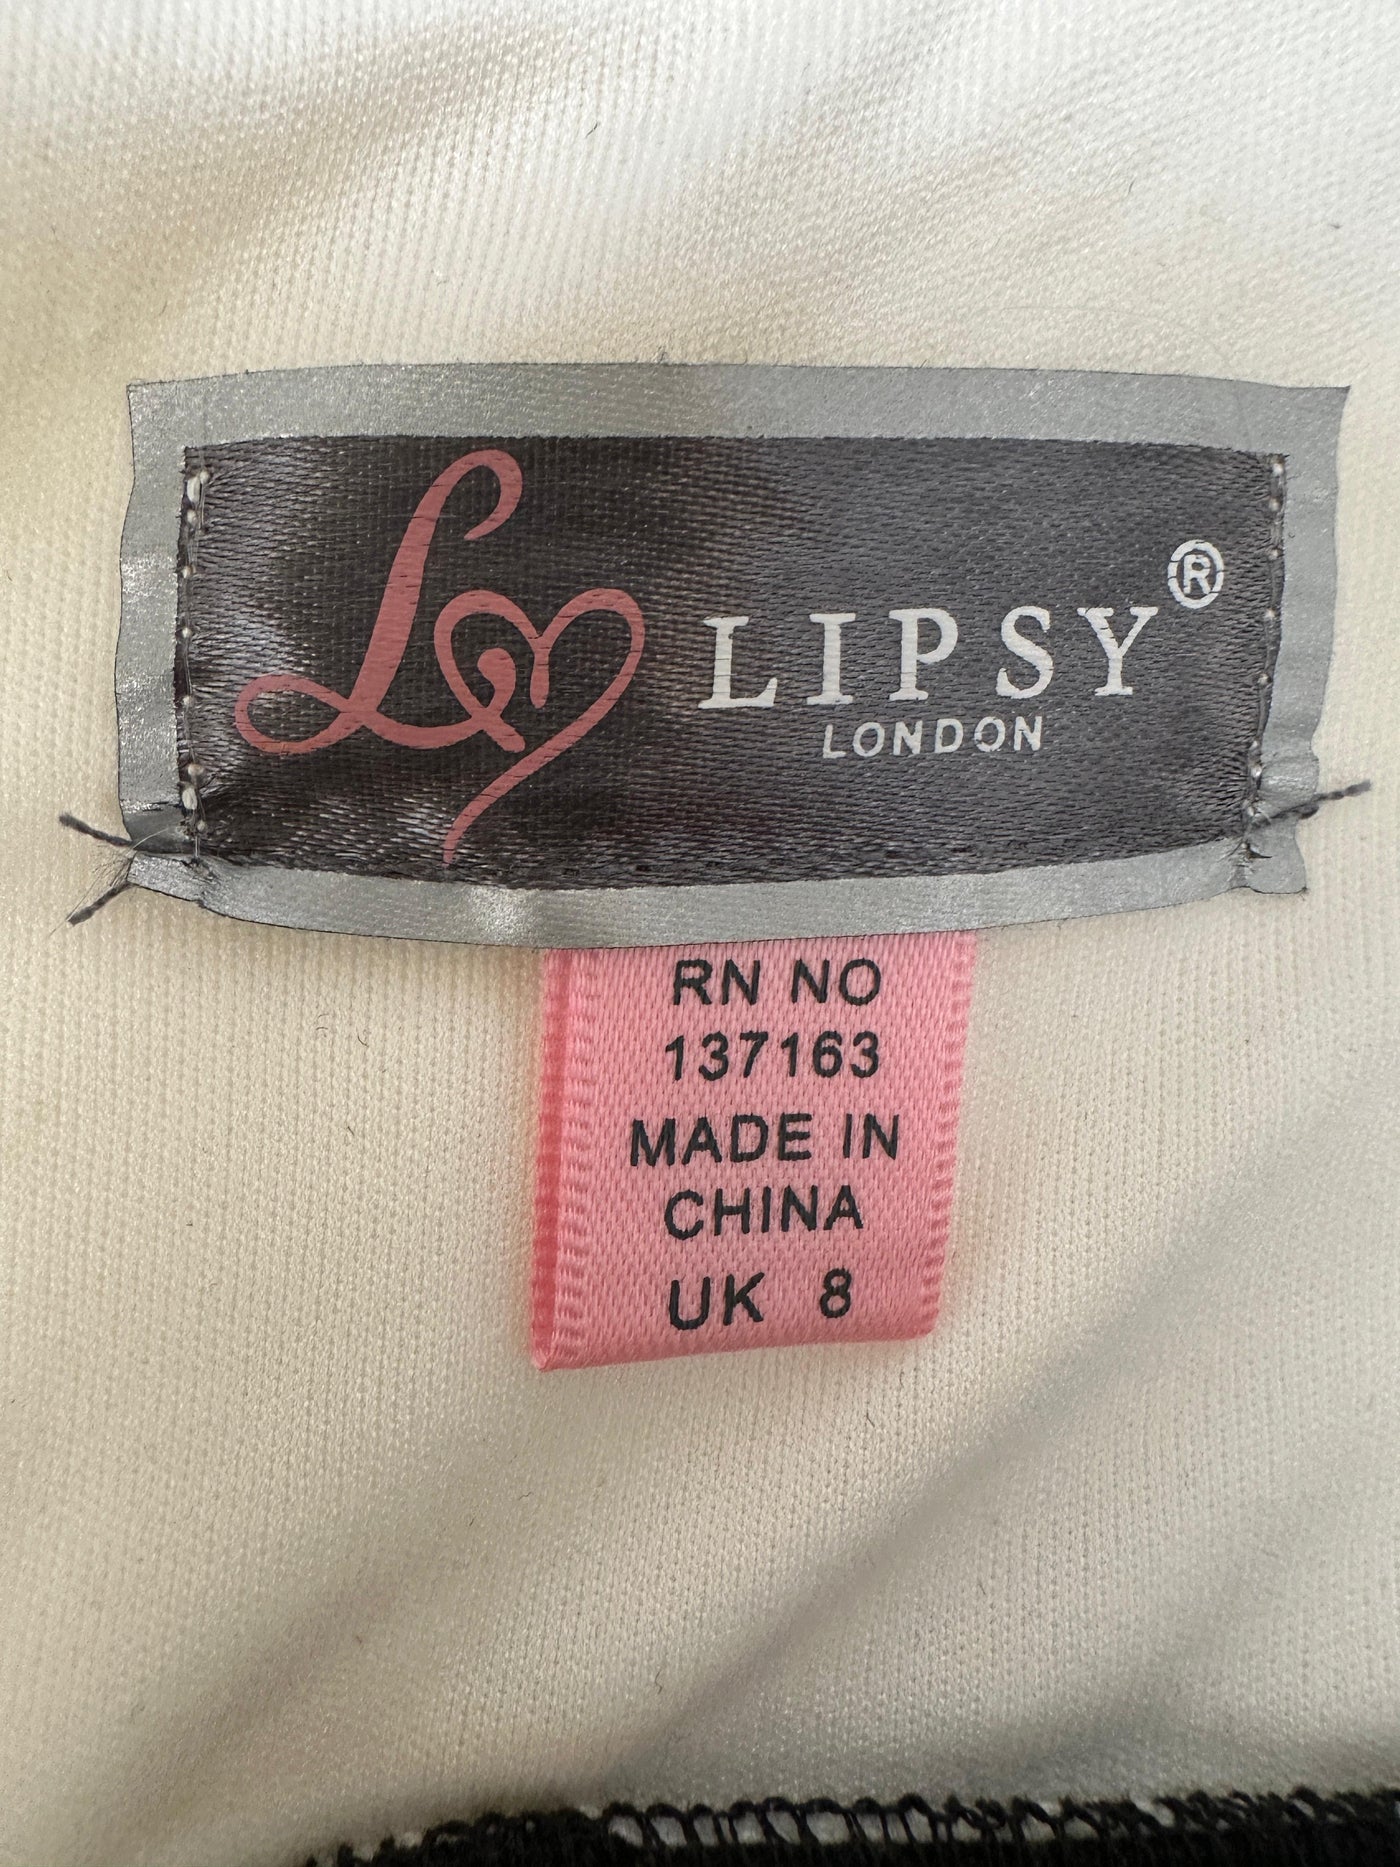 LIPSY®
LONDON
RN NO
137163
MADE IN
CHINA
UK 8